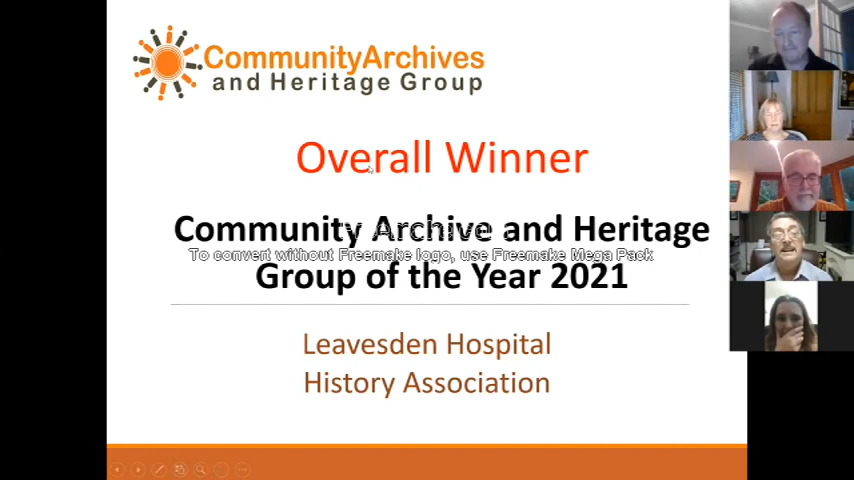 CommunityArchives
and Heritage Group
Overall Winner
Community Archive and Heritage
To convert without Freemake logo, use Freemake Mega Pack
Group of the Year 2021
Leavesden Hospital
History Association